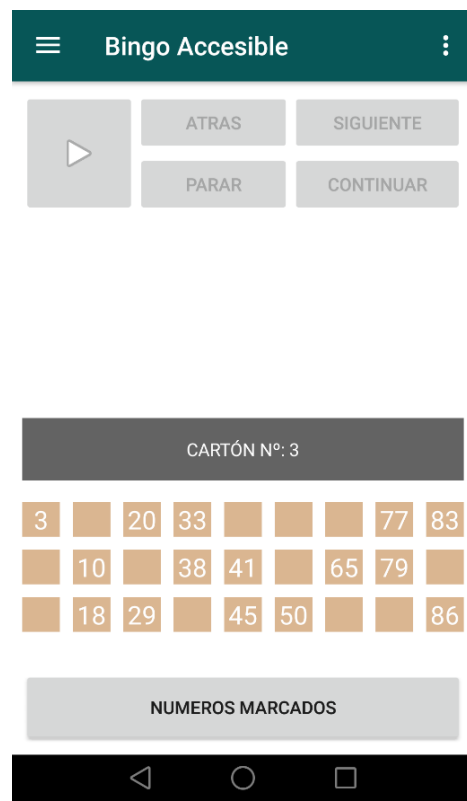 Bingo Accesible
ATRAS SIGUIENTE
PARAR CONTINUAR
CARTÓN Nº: 3
3 20 33 77 83
10 38 41 65 79
18 29 45 50 86
NUMEROS MARCADOS